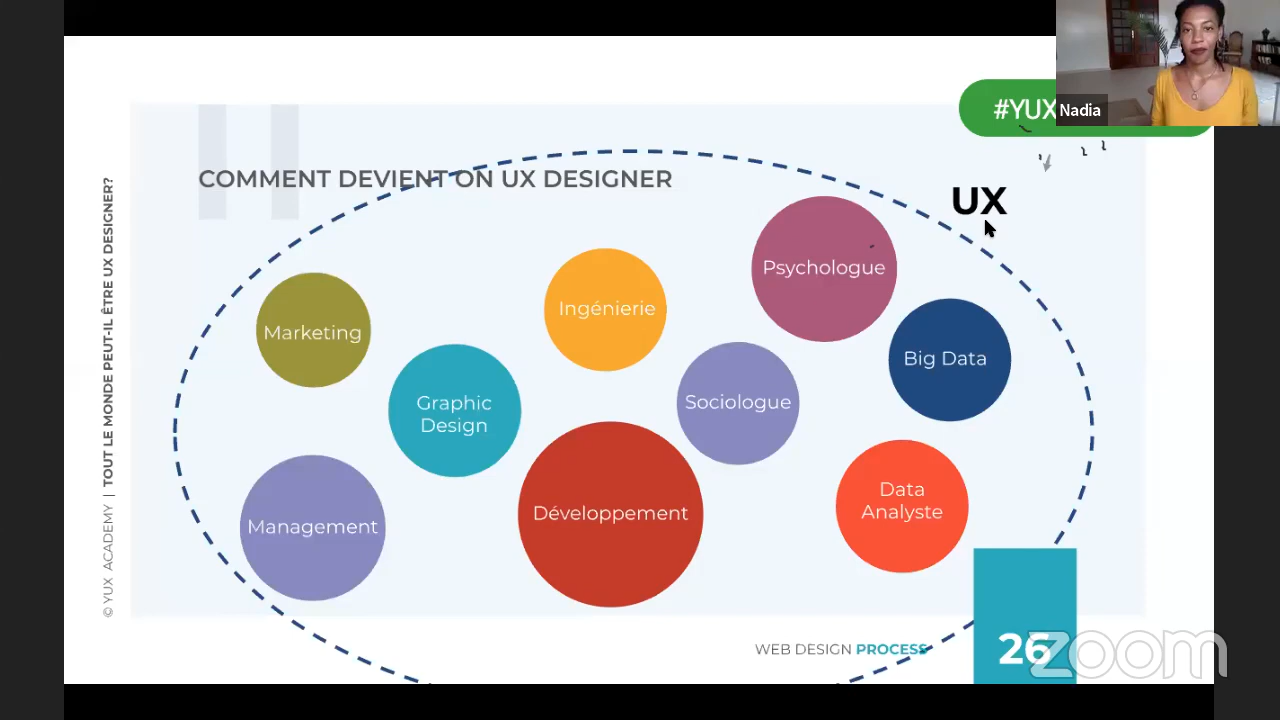 #YUX
Nadia
COMMENT DEVIENT ON UX DESIGNER
UX
Psychologue
Ingénierie
Marketing
Big Data
Graphic
Design
Sociologue
Data
Analyste
Développement
Management
© YUX ACADEMY | TOUT LE MONDE PEUT-IL ÊTRE UX DESIGNER?
WEB DESIGN PROCESS
26
zoom